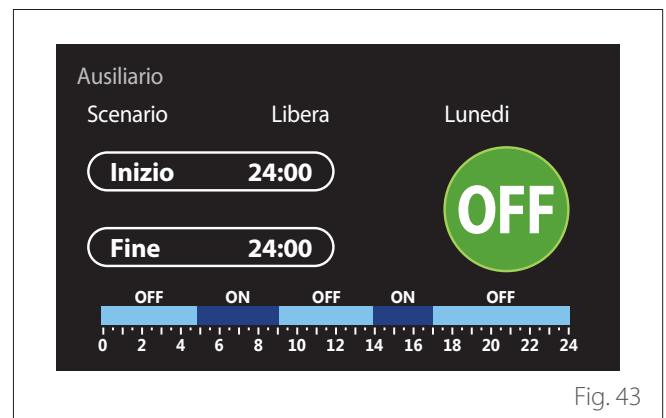 Ausiliario
Scenario Libera Lunedi
Inizio 24:00
OFF
Fine 24:00
OFF ON OFF ON OFF
0 2 4 6 8 10 12 14 16 18 20 22 24
Fig. 43